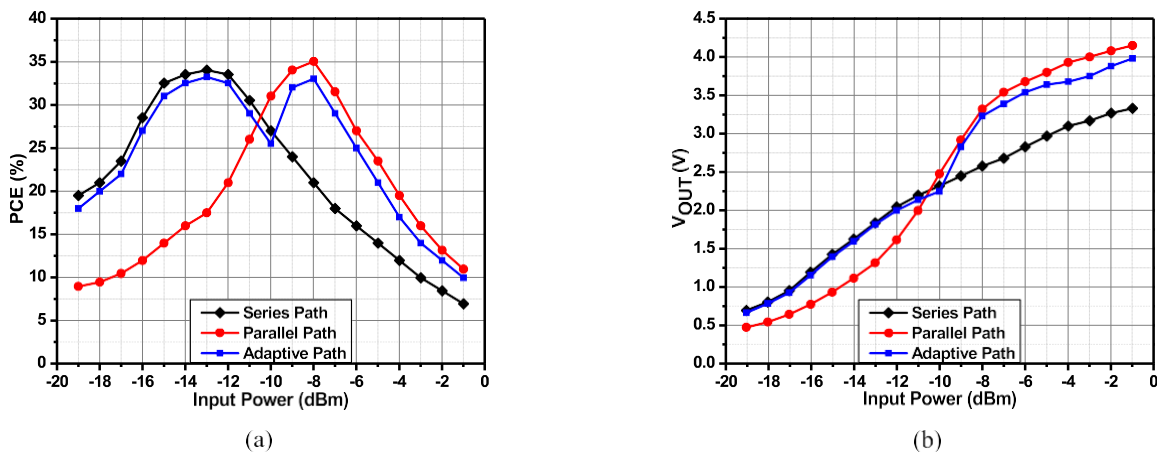 40
35
30
25
20
15
10
5
0
PCE (%)
Series Path
Parallel Path
Adaptive Path
-20 -18 -16 -14 -12 -10 -8 -6 -4 -2 0
Input Power (dBm)
(a)
4.5
4.0
3.5
3.0
2.5
2.0
1.5
1.0
0.5
0.0
VOUT (V)
Series Path
Parallel Path
Adaptive Path
-20 -18 -16 -14 -12 -10 -8 -6 -4 -2 0
Input Power (dBm)
(b)